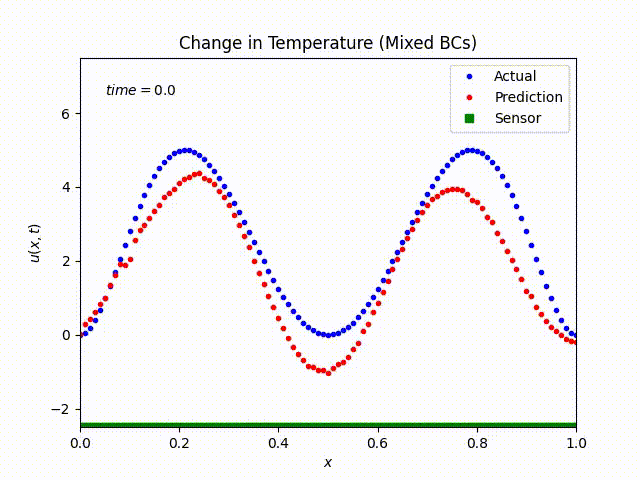 Change in Temperature (Mixed BCs)
time = 0.0
Actual
Prediction
Sensor
6
4
2
0
−2
u(x, t)
0.0 0.2 0.4 0.6 0.8 1.0
x